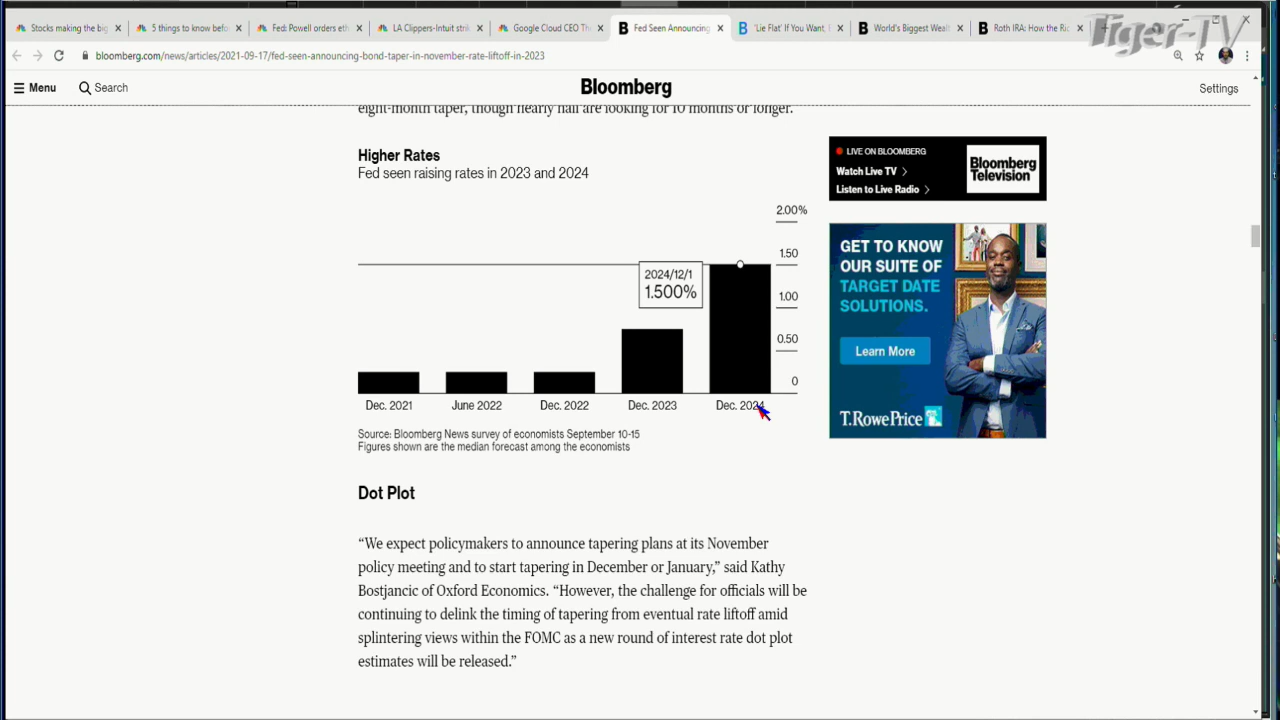 Stocks making the big
5 things to know befo
Fed: Powell orders eth
LA Clippers-Intuit stri
Google Cloud CEO Th
Fed Seen Announcing
'Lie Flat' If You Want,
World's Biggest Wealt
Roth IRA: How the Ric
Tiger-TV
bloomberg.com/news/articles/2021-09-17/fed-seen-announcing-bond-taper-in-november-rate-liftoff-in-2023
Menu
Search
Bloomberg
Settings
eight-month taper, though nearly half are looking for 10 months or longer.
Higher Rates
Fed seen raising rates in 2023 and 2024
2.00%
1.50
1.00
0.50
0
2024/12/1
1.500%
Dec. 2021
June 2022
Dec. 2022
Dec. 2023
Dec. 2024
Source: Bloomberg News survey of economists September 10-15
Figures shown are the median forecast among the economists
LIVE ON BLOOMBERG
Watch Live TV
Listen to Live Radio
Bloomberg
Television
GET TO KNOW
OUR SUITE OF
TARGET DATE
SOLUTIONS.
Learn More
T.RowePrice
Dot Plot
“We expect policymakers to announce tapering plans at its November
policy meeting and to start tapering in December or January,” said Kathy
Bostjancic of Oxford Economics. “However, the challenge for officials will be
continuing to delink the timing of tapering from eventual rate liftoff amid
splintering views within the FOMC as a new round of interest rate dot plot
estimates will be released.”